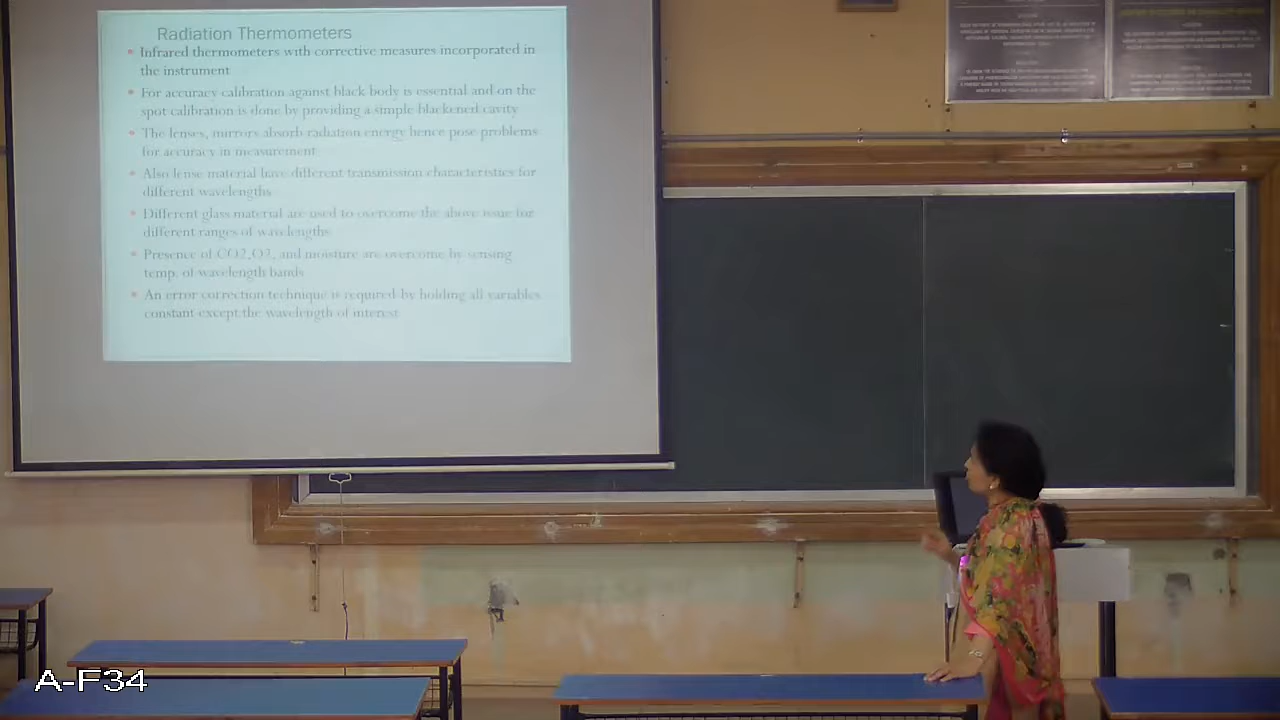 Radiation Thermometers
Infrared thermometers with corrective measures incorporated in
the instrument
For accuracy calibration against black body is essential and on the
spot calibration is done by providing a simple blackened cavity
The lenses, mirrors absorb radiation energy hence pose problems
for accuracy in measurement
Also lense material have different transmission characteristics for
different wavelengths
Different glass material are used to overcome the above issue for
different ranges of wavelengths
Presence of CO2,O3, and moisture are overcome by sensing
temp. of wavelength bands
An error correction technique is required by holding all variables
constant except the wavelength of interest
A-F34